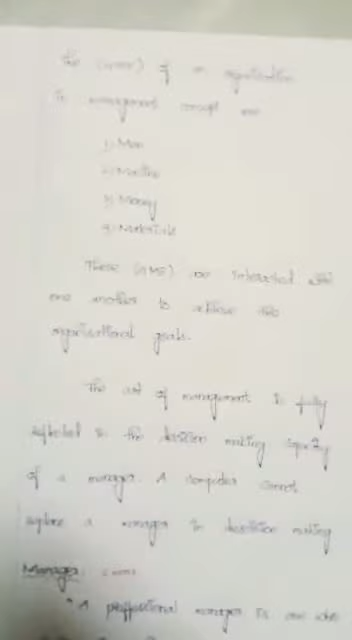 The (4MS) of an organisation
in management concept are
1) Men
2) Machine
3) Money
4) Materials
These (4MS) are interacted with
one another to achieve the
organisational goals.
The art of management is fully
reflected in the decision making capacity
of a manager. A computer cannot
replace a manager in decision making
Manager:
* A professional manager is one who